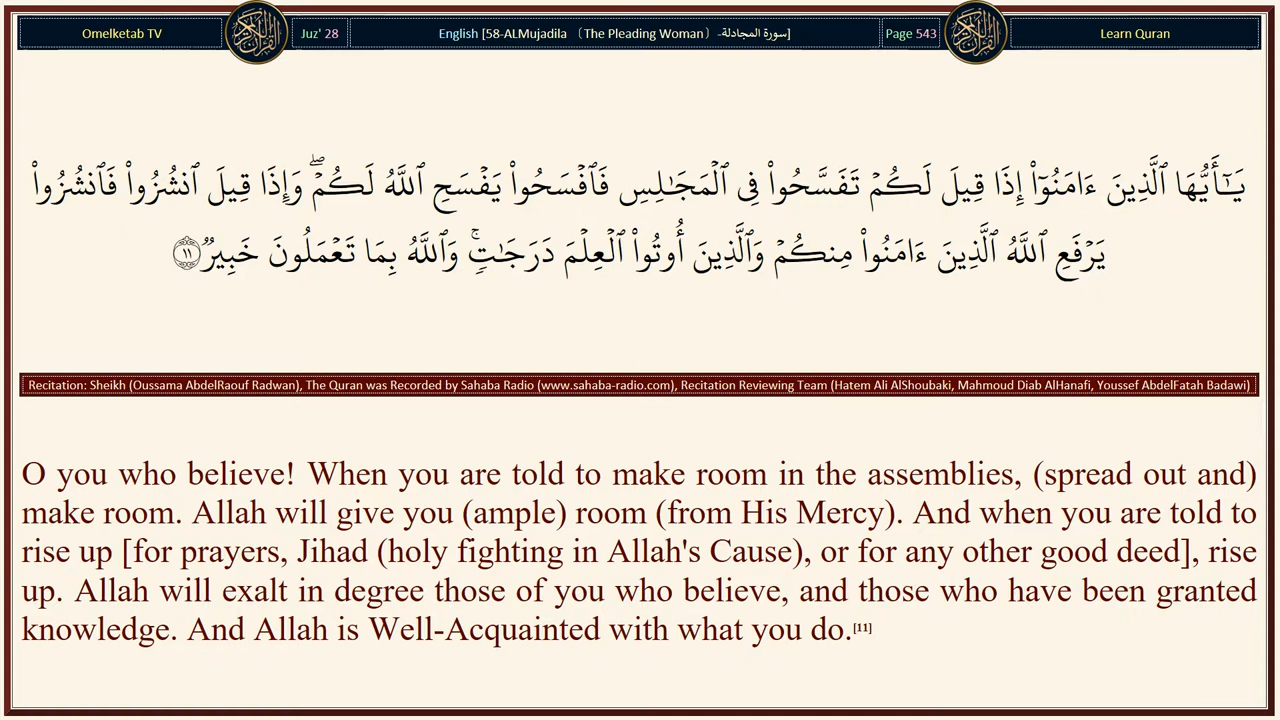 Omelketab TV
Juz' 28
English [58-ALMujadila （The Pleading Woman）-سورة المجادلة]
Page 543
Learn Quran
يَـٰٓأَيُّهَا ٱلَّذِينَ ءَامَنُوٓا۟ إِذَا قِيلَ لَكُمْ تَفَسَّحُوا۟ فِى ٱلْمَجَـٰلِسِ فَٱفْسَحُوا۟ يَفْسَحِ ٱللَّهُ لَكُمْ ۖ وَإِذَا قِيلَ ٱنشُزُوا۟ فَٱنشُزُوا۟
يَرْفَعِ ٱللَّهُ ٱلَّذِينَ ءَامَنُوا۟ مِنكُمْ وَٱلَّذِينَ أُوتُوا۟ ٱلْعِلْمَ دَرَجَـٰتٍ ۚ وَٱللَّهُ بِمَا تَعْمَلُونَ خَبِيرٌ ١١
Recitation: Sheikh (Oussama AbdelRaouf Radwan), The Quran was Recorded by Sahaba Radio (www.sahaba-radio.com), Recitation Reviewing Team (Hatem Ali AlShoubaki, Mahmoud Diab AlHanafi, Youssef AbdelFatah Badawi)
O you who believe! When you are told to make room in the assemblies, (spread out and)
make room. Allah will give you (ample) room (from His Mercy). And when you are told to
rise up [for prayers, Jihad (holy fighting in Allah's Cause), or for any other good deed], rise
up. Allah will exalt in degree those of you who believe, and those who have been granted
knowledge. And Allah is Well-Acquainted with what you do.[11]